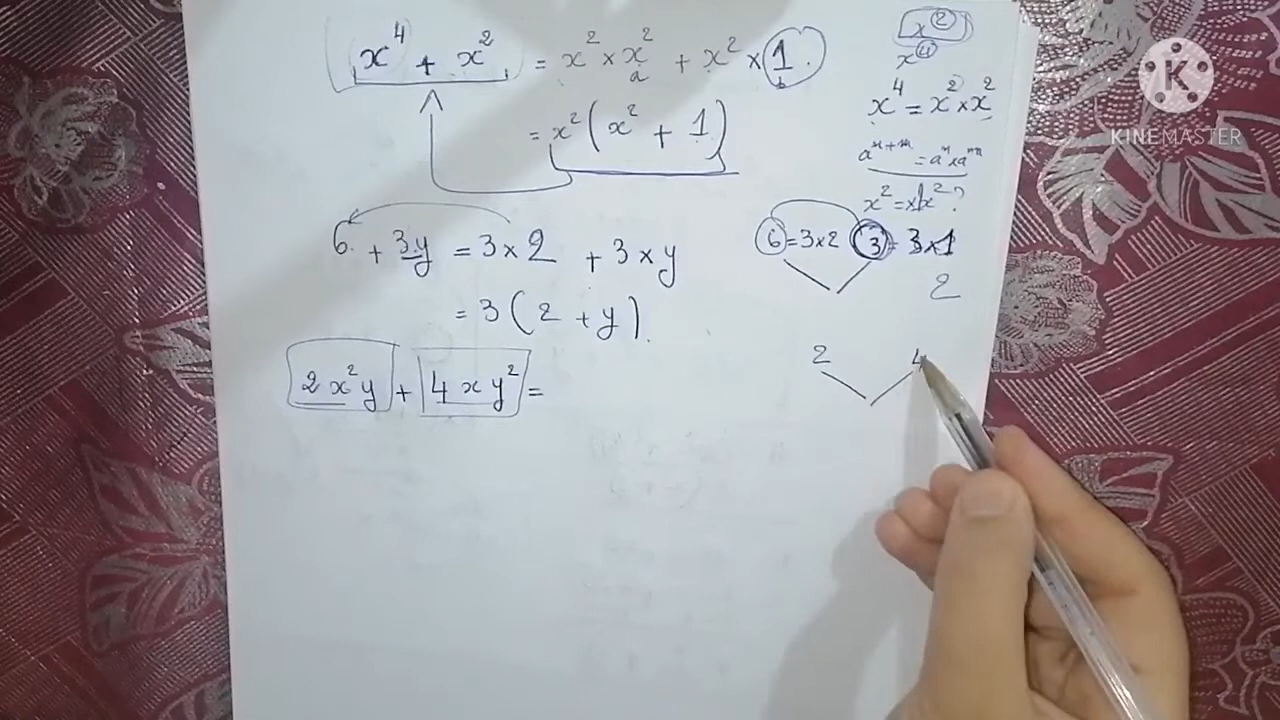 x⁴ + x² = x² × x² + x² × 1
a
= x² (x² + 1)
6 + 3y = 3 × 2 + 3 × y
= 3 (2 + y).
2x²y + 4xy² =
x²
x⁴
x⁴ = x² × x²
aⁿ⁺ᵐ = aⁿ × aᵐ
6 = 3×2 3 = 3×1
2
2 4
K
KINEMASTER